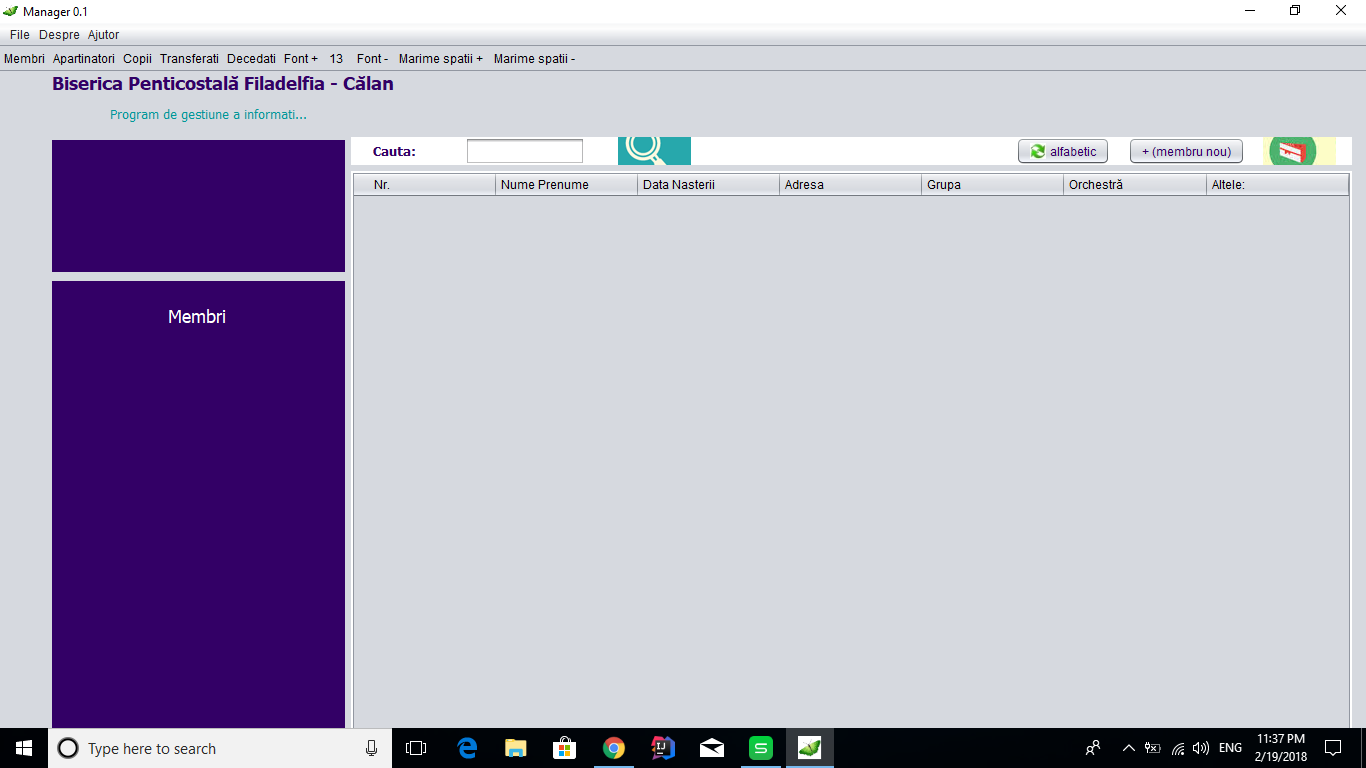 Manager 0.1
File Despre Ajutor
Membri Apartinatori Copii Transferati Decedati Font + 13 Font - Marime spatii + Marime spatii -
Biserica Penticostală Filadelfia - Călan
Program de gestiune a informati...
Cauta: alfabetic + (membru nou)
Nr. Nume Prenume Data Nasterii Adresa Grupa Orchestră Altele:
Membri
Type here to search
ENG
11:37 PM
2/19/2018